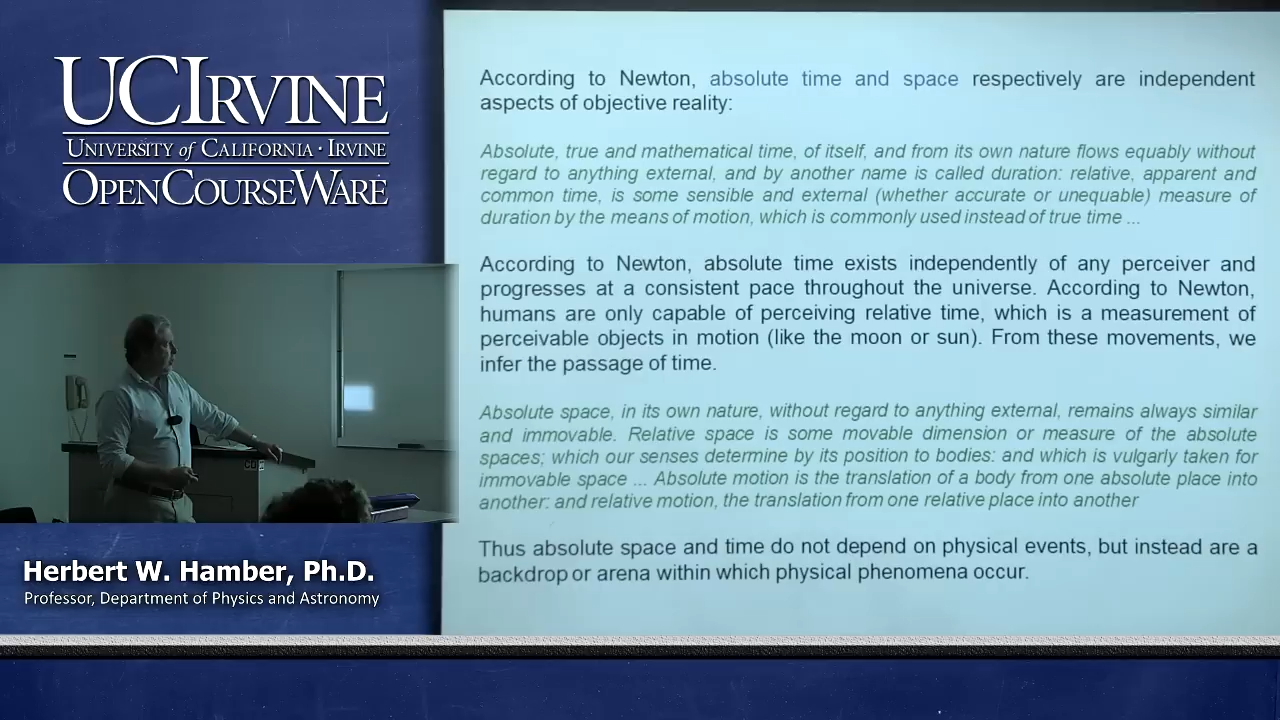 UCIRVINE
UNIVERSITY of CALIFORNIA · IRVINE
OPENCOURSEWARE
Herbert W. Hamber, Ph.D.
Professor, Department of Physics and Astronomy
According to Newton, absolute time and space respectively are independent
aspects of objective reality:
Absolute, true and mathematical time, of itself, and from its own nature flows equably without
regard to anything external, and by another name is called duration: relative, apparent and
common time, is some sensible and external (whether accurate or unequable) measure of
duration by the means of motion, which is commonly used instead of true time ...
According to Newton, absolute time exists independently of any perceiver and
progresses at a consistent pace throughout the universe. According to Newton,
humans are only capable of perceiving relative time, which is a measurement of
perceivable objects in motion (like the moon or sun). From these movements, we
infer the passage of time.
Absolute space, in its own nature, without regard to anything external, remains always similar
and immovable. Relative space is some movable dimension or measure of the absolute
spaces; which our senses determine by its position to bodies: and which is vulgarly taken for
immovable space ... Absolute motion is the translation of a body from one absolute place into
another: and relative motion, the translation from one relative place into another
Thus absolute space and time do not depend on physical events, but instead are a
backdrop or arena within which physical phenomena occur.